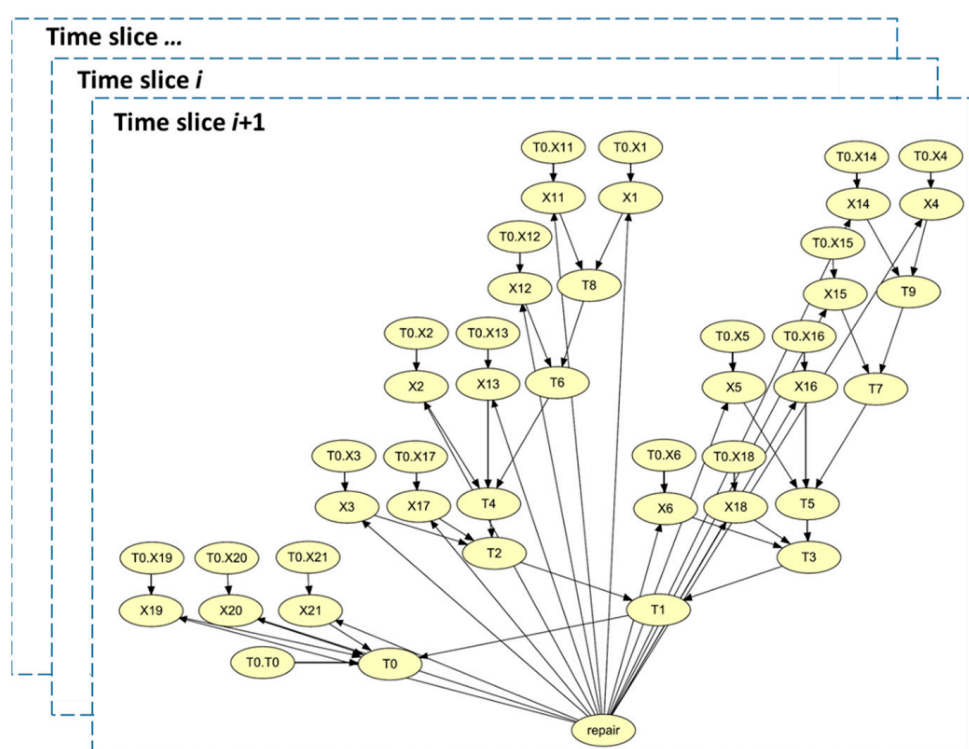 Time slice ...
Time slice i
Time slice i+1
T0.X11 T0.X1
T0.X14 T0.X4
X11 X1
X14 X4
T0.X12
T0.X15
X12 T8
X15 T9
T0.X2 T0.X13
T0.X5 T0.X16
X2 X13 T6
X5 X16 T7
T0.X3 T0.X17
T0.X6 T0.X18
X3 X17 T4
X6 X18 T5
T2
T3
T0.X19 T0.X20 T0.X21
X19 X20 X21
T1
T0.T0 T0
repair